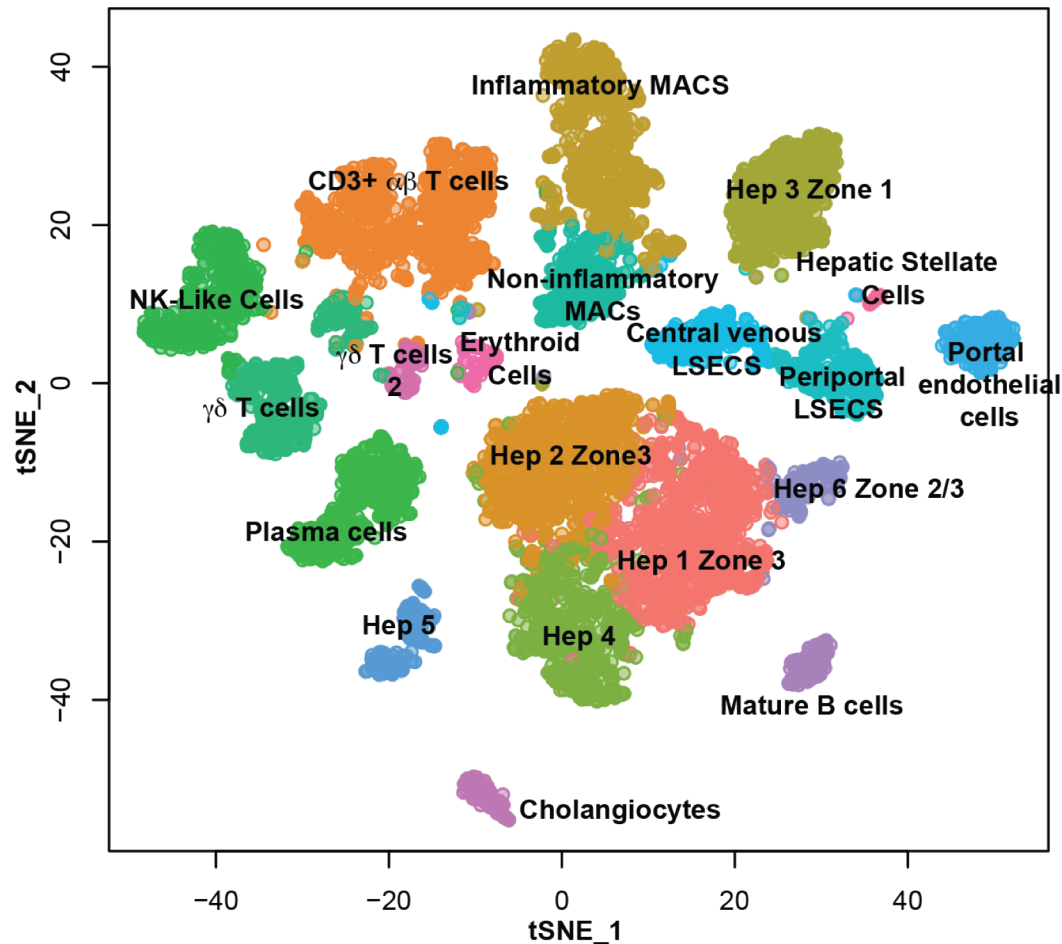 Inflammatory MACS
CD3+ αβ T cells
Hep 3 Zone 1
Hepatic Stellate
Cells
NK-Like Cells
Non-inflammatory
MACs
Central venous
LSECS
Erythroid
Cells
γδ T cells
2
Portal
endothelial
cells
Periportal
LSECS
γδ T cells
Hep 2 Zone3
Hep 6 Zone 2/3
Plasma cells
Hep 1 Zone 3
Hep 5
Hep 4
Mature B cells
Cholangiocytes
tSNE_2
40
20
0
−20
−40
−40
−20
0
20
40
tSNE_1